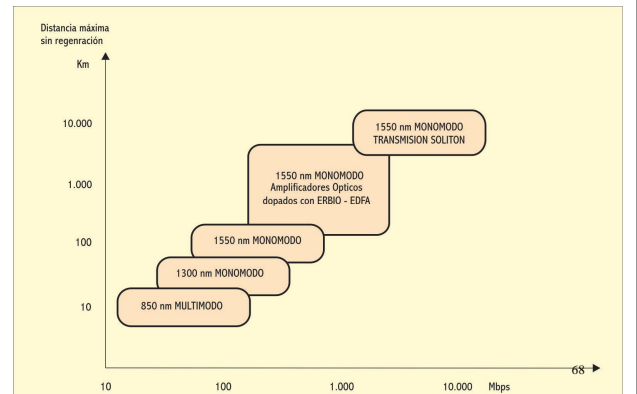 Distancia máxima
sin regenración
Km
10.000
1550 nm MONOMODO
TRANSMISION SOLITON
1.000
1550 nm MONOMODO
Amplificadores Opticos
dopados con ERBIO - EDFA
100
1550 nm MONOMODO
1300 nm MONOMODO
10
850 nm MULTIMODO
68
10 100 1.000 10.000 Mbps